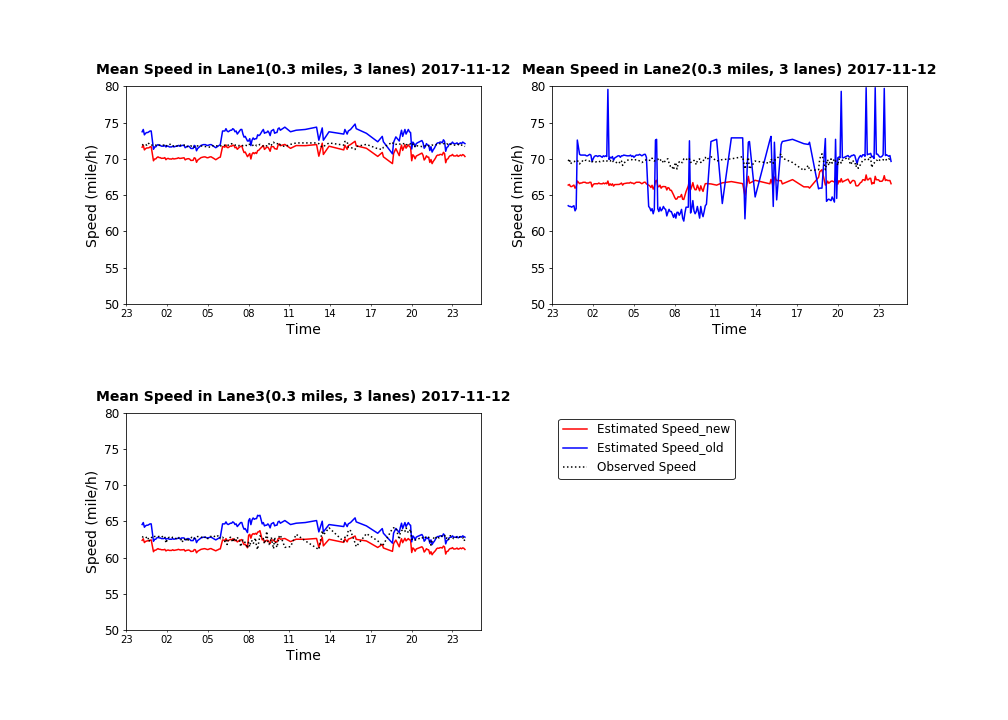 Mean Speed in Lane1(0.3 miles, 3 lanes) 2017-11-12
80
75
70
65
60
55
50
Speed (mile/h)
23 02 05 08 11 14 17 20 23
Time
Mean Speed in Lane2(0.3 miles, 3 lanes) 2017-11-12
80
75
70
65
60
55
50
Speed (mile/h)
23 02 05 08 11 14 17 20 23
Time
Mean Speed in Lane3(0.3 miles, 3 lanes) 2017-11-12
80
75
70
65
60
55
50
Speed (mile/h)
23 02 05 08 11 14 17 20 23
Time
Estimated Speed_new
Estimated Speed_old
Observed Speed